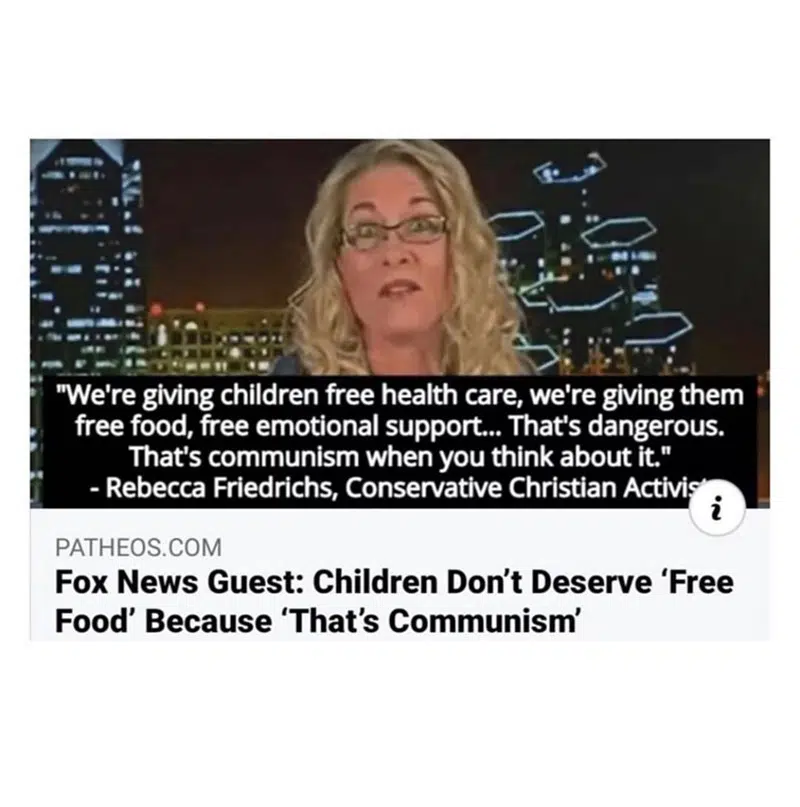 "We're giving children free health care, we're giving them
free food, free emotional support... That's dangerous.
That's communism when you think about it."
- Rebecca Friedrichs, Conservative Christian
i
PATHEOS.COM
Fox News Guest: Children Don't Deserve ‘Free
Food’ Because ‘That's Communism’